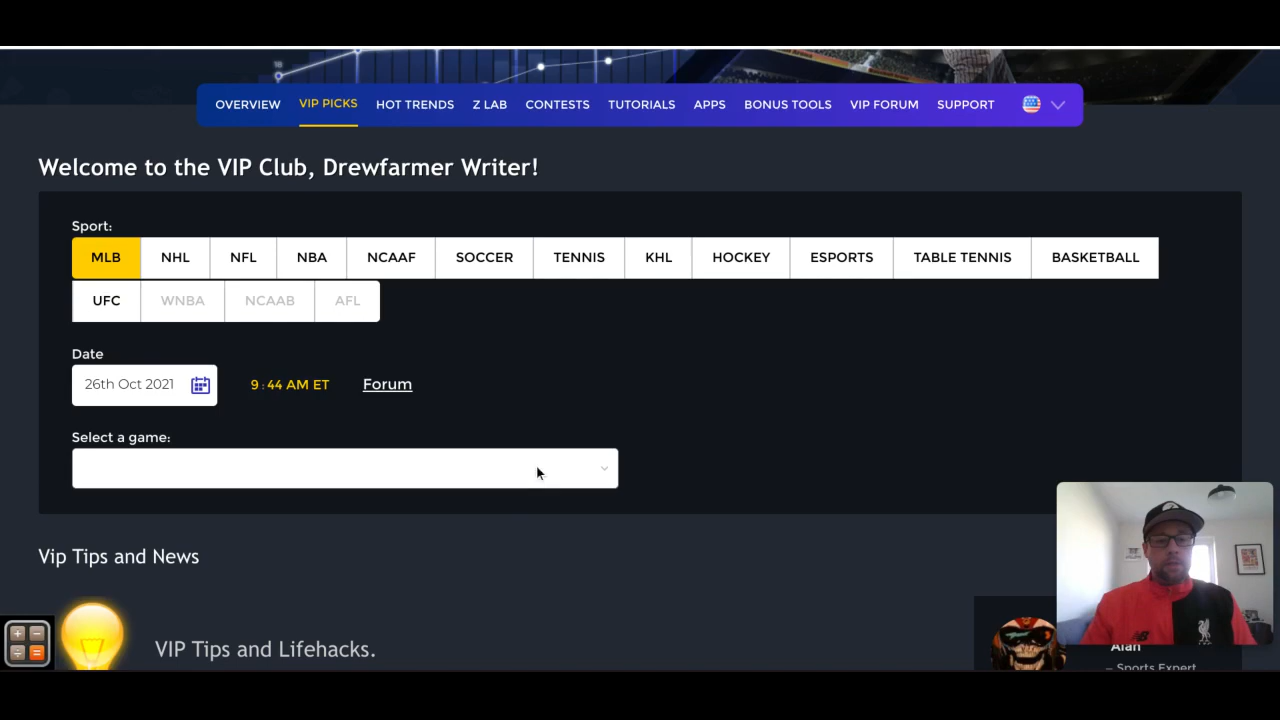 OVERVIEW VIP PICKS HOT TRENDS Z LAB CONTESTS TUTORIALS APPS BONUS TOOLS VIP FORUM SUPPORT
Welcome to the VIP Club, Drewfarmer Writer!
Sport:
MLB NHL NFL NBA NCAAF SOCCER TENNIS KHL HOCKEY ESPORTS TABLE TENNIS BASKETBALL
UFC WNBA NCAAB AFL
Date
26th Oct 2021 9:44 AM ET Forum
Select a game:
Vip Tips and News
VIP Tips and Lifehacks.
Alan
– Sports Expert